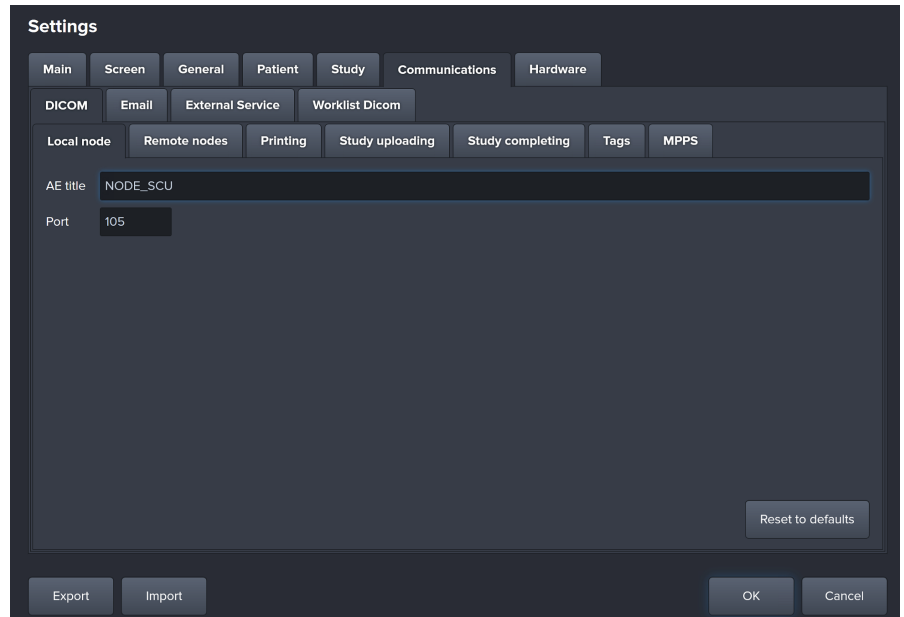 Settings
Main Screen General Patient Study Communications Hardware
DICOM Email External Service Worklist Dicom
Local node Remote nodes Printing Study uploading Study completing Tags MPPS
AE title NODE_SCU
Port 105
Reset to defaults
Export Import OK Cancel